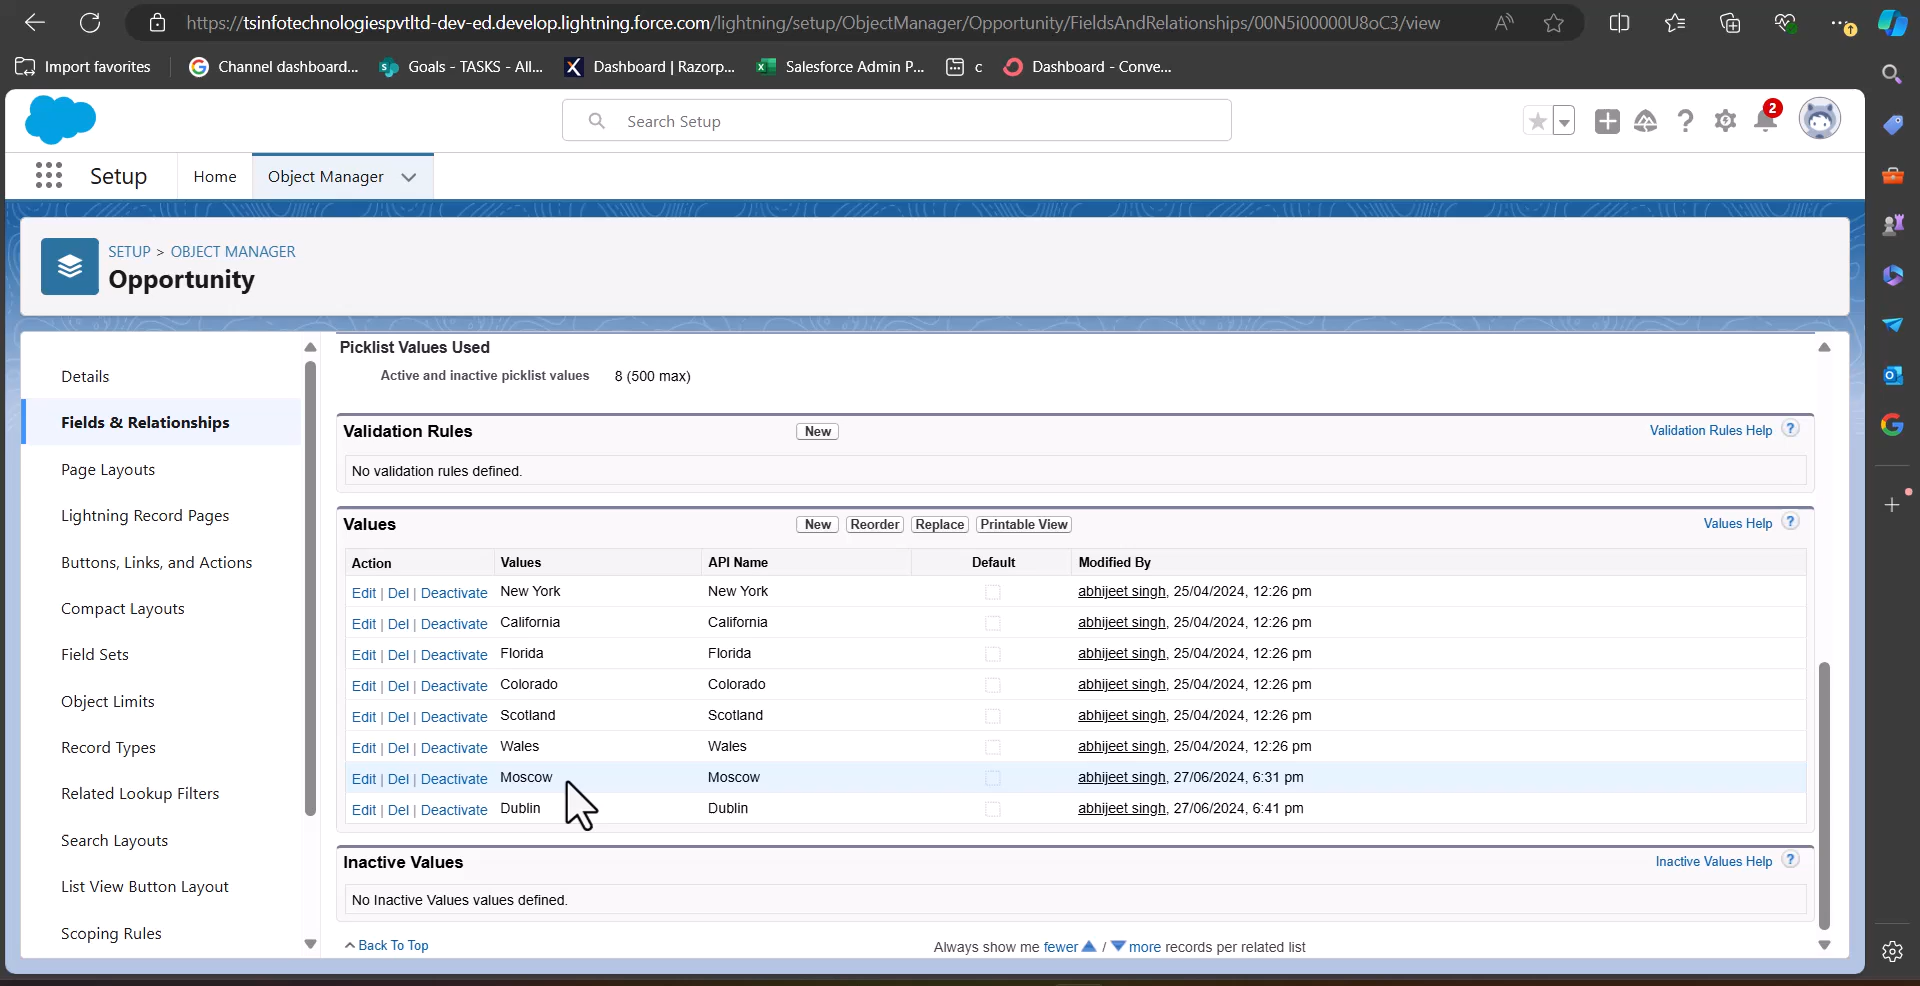 https://tsinfotechnologiespvtltd-dev-ed.develop.lightning.force.com/lightning/setup/ObjectManager/Opportunity/FieldsAndRelationships/00N5i00000U8oC3/view
Import favorites
Channel dashboard...
Goals - TASKS - All...
Dashboard | Razorp...
Salesforce Admin P...
c
Dashboard - Conve...
Search Setup
2
Setup
Home
Object Manager
SETUP > OBJECT MANAGER
Opportunity
Details
Fields & Relationships
Page Layouts
Lightning Record Pages
Buttons, Links, and Actions
Compact Layouts
Field Sets
Object Limits
Record Types
Related Lookup Filters
Search Layouts
List View Button Layout
Scoping Rules
Picklist Values Used
Active and inactive picklist values 8 (500 max)
Validation Rules New Validation Rules Help ?
No validation rules defined.
Values New Reorder Replace Printable View Values Help ?
Action Values API Name Default Modified By
Edit | Del | Deactivate New York New York abhijeet singh, 25/04/2024, 12:26 pm
Edit | Del | Deactivate California California abhijeet singh, 25/04/2024, 12:26 pm
Edit | Del | Deactivate Florida Florida abhijeet singh, 25/04/2024, 12:26 pm
Edit | Del | Deactivate Colorado Colorado abhijeet singh, 25/04/2024, 12:26 pm
Edit | Del | Deactivate Scotland Scotland abhijeet singh, 25/04/2024, 12:26 pm
Edit | Del | Deactivate Wales Wales abhijeet singh, 25/04/2024, 12:26 pm
Edit | Del | Deactivate Moscow Moscow abhijeet singh, 27/06/2024, 6:31 pm
Edit | Del | Deactivate Dublin Dublin abhijeet singh, 27/06/2024, 6:41 pm
Inactive Values Inactive Values Help ?
No Inactive Values values defined.
Back To Top Always show me fewer / more records per related list